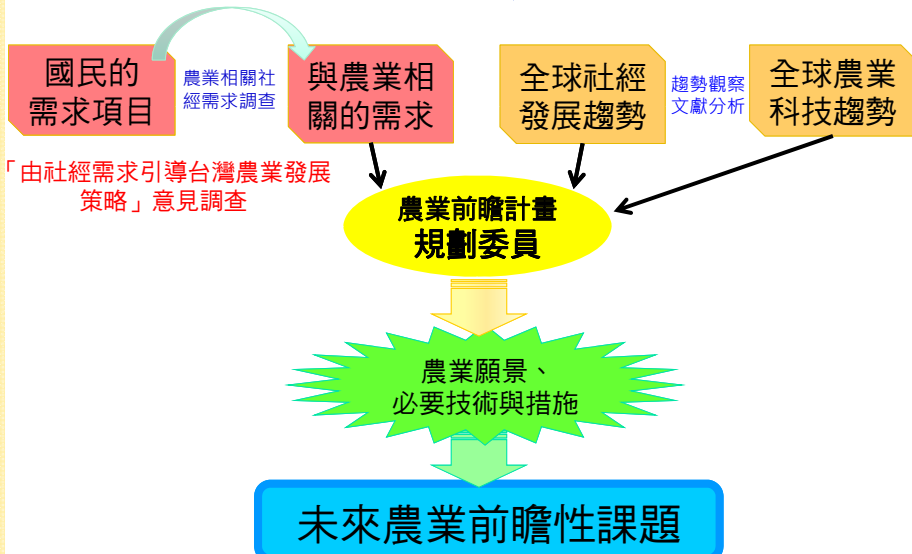 國民的
需求項目
農業相關社
經需求調查
與農業相
關的需求
全球社經
發展趨勢
趨勢觀察
文獻分析
全球農業
科技趨勢
「由社經需求引導台灣農業發展
策略」意見調查
農業前瞻計畫
規劃委員
農業願景、
必要技術與措施
未來農業前瞻性課題